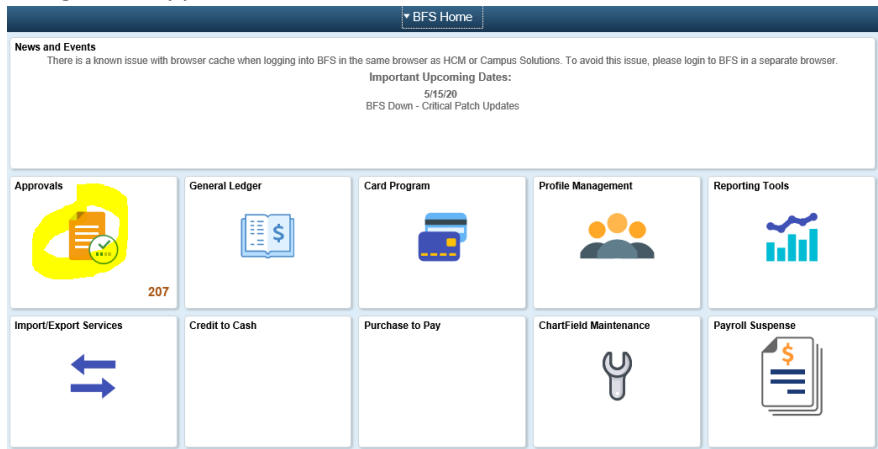 BFS Home
News and Events
There is a known issue with browser cache when logging into BFS in the same browser as HCM or Campus Solutions. To avoid this issue, please login to BFS in a separate browser.
Important Upcoming Dates:
5/15/20
BFS Down - Critical Patch Updates
Approvals
207
General Ledger
$
Card Program
Profile Management
Reporting Tools
Import/Export Services
Credit to Cash
Purchase to Pay
ChartField Maintenance
Payroll Suspense
$